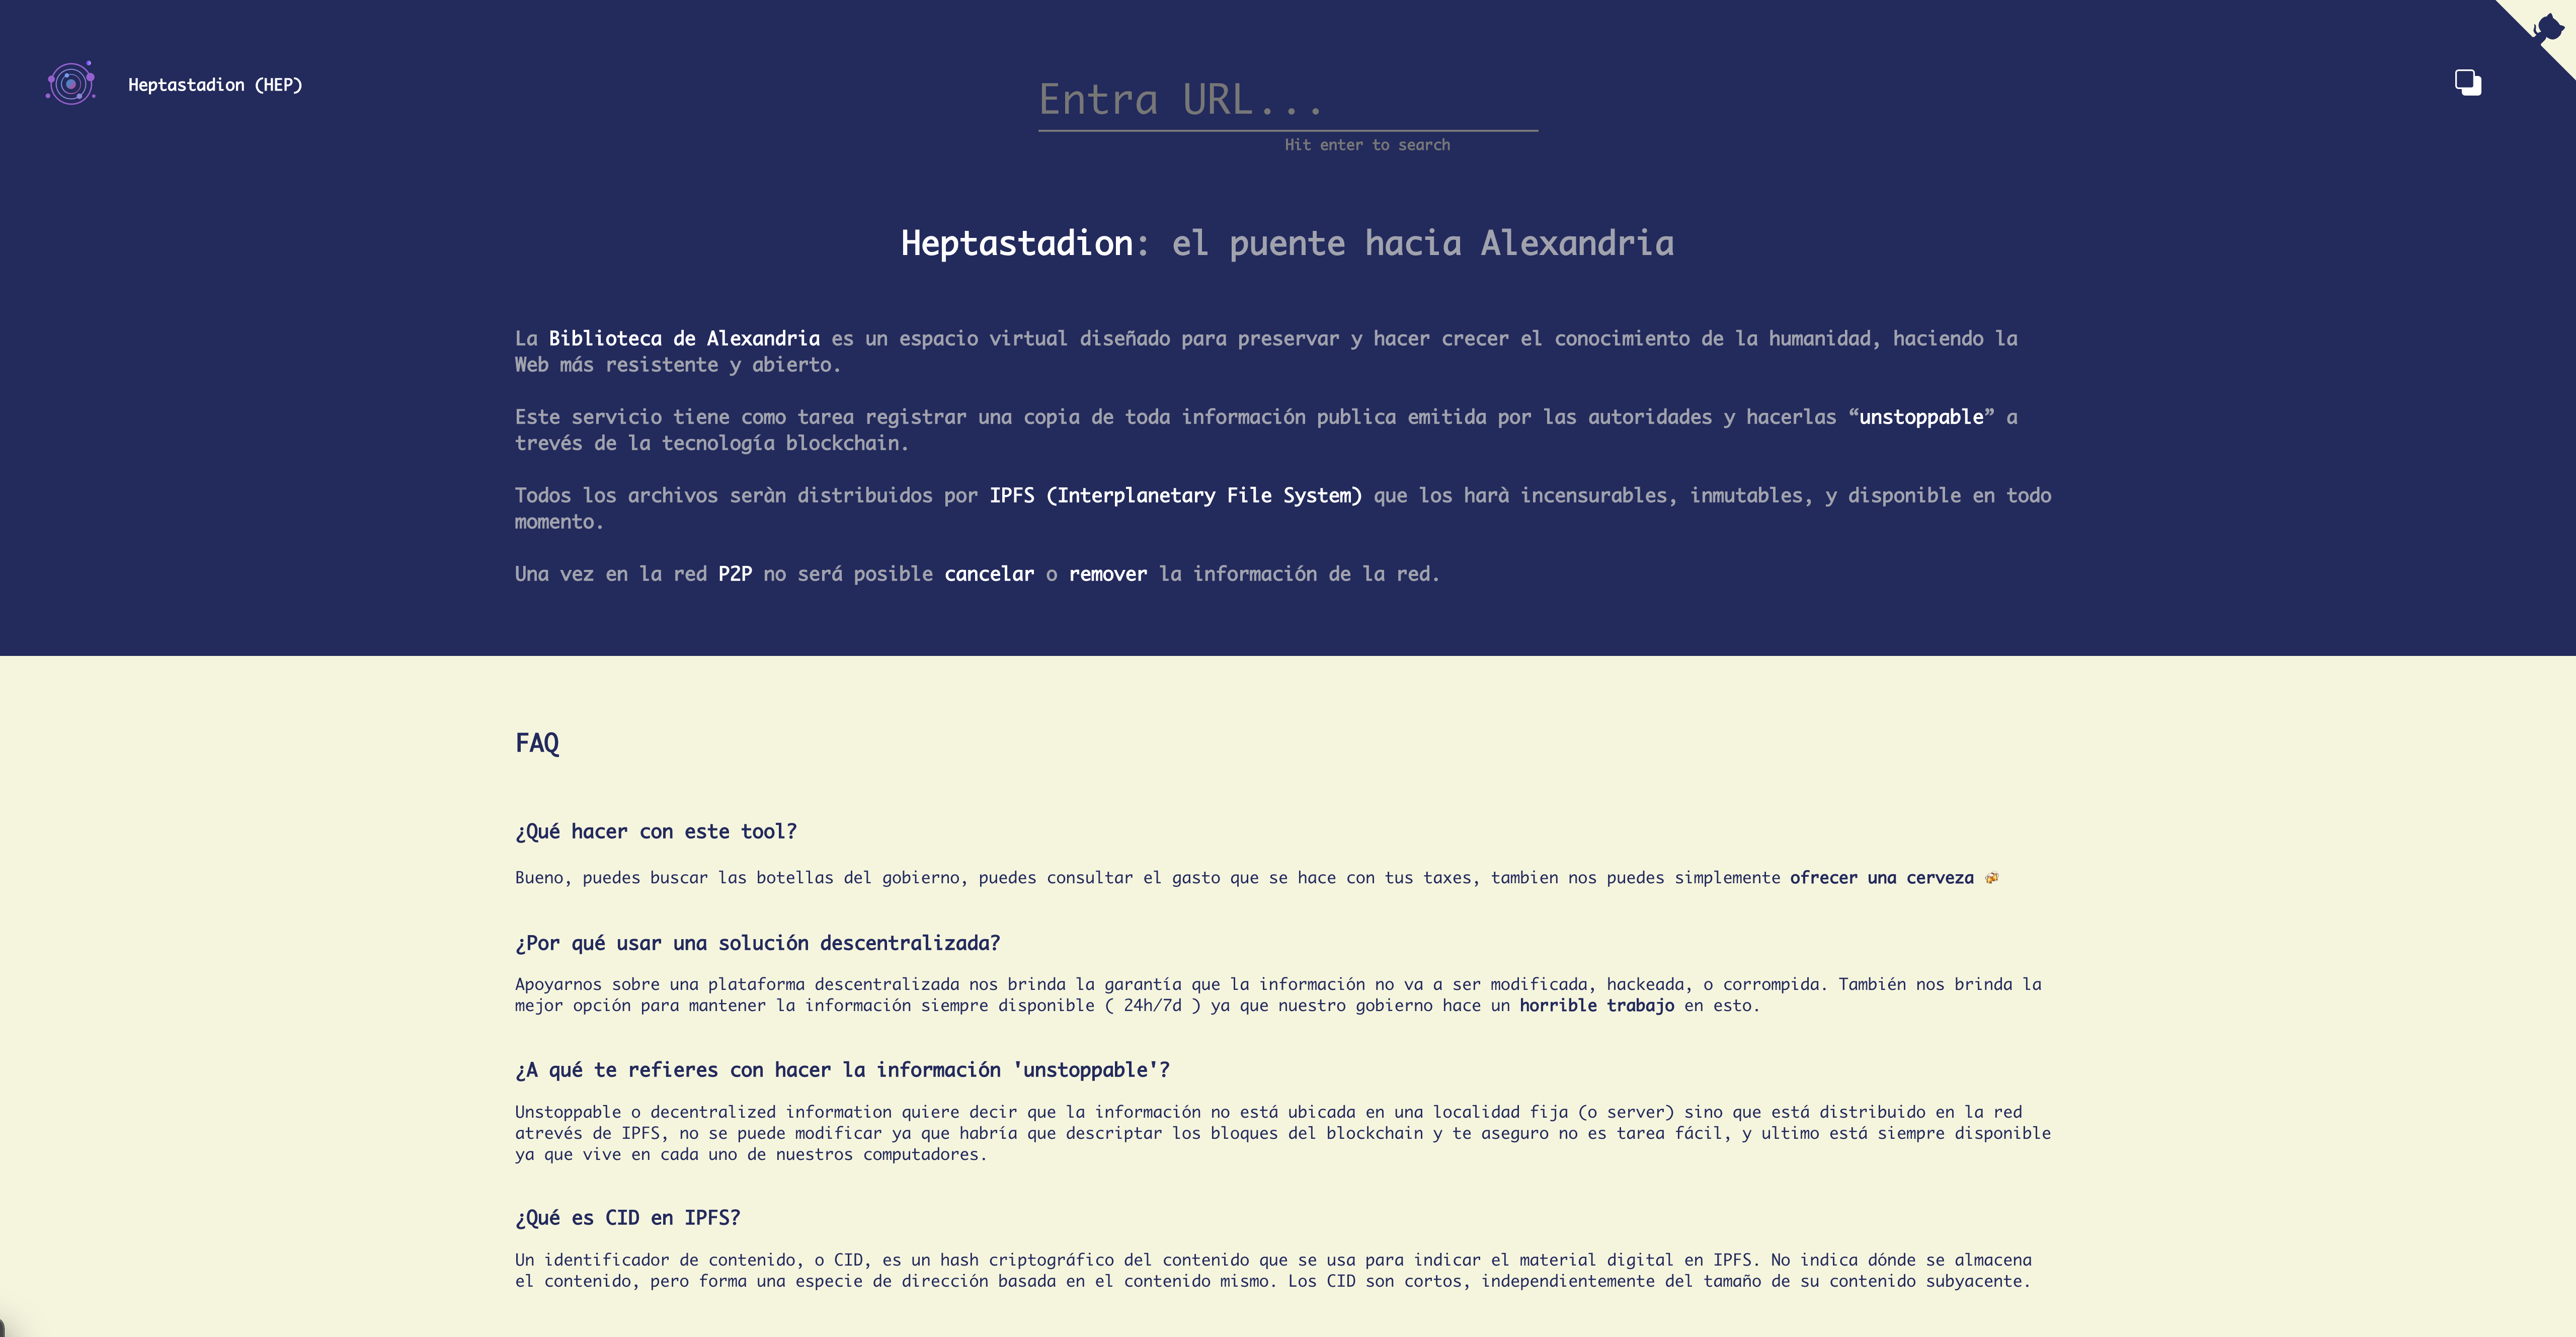 Heptastadion (HEP)
Entra URL...
Hit enter to search
Heptastadion: el puente hacia Alexandria
La Biblioteca de Alexandria es un espacio virtual diseñado para preservar y hacer crecer el conocimiento de la humanidad, haciendo la
Web más resistente y abierto.
Este servicio tiene como tarea registrar una copia de toda información publica emitida por las autoridades y hacerlas “unstoppable” a
trevés de la tecnología blockchain.
Todos los archivos seràn distribuidos por IPFS (Interplanetary File System) que los harà incensurables, inmutables, y disponible en todo
momento.
Una vez en la red P2P no será posible cancelar o remover la información de la red.
FAQ
¿Qué hacer con este tool?
Bueno, puedes buscar las botellas del gobierno, puedes consultar el gasto que se hace con tus taxes, tambien nos puedes simplemente ofrecer una cerveza 🍻
¿Por qué usar una solución descentralizada?
Apoyarnos sobre una plataforma descentralizada nos brinda la garantía que la información no va a ser modificada, hackeada, o corrompida. También nos brinda la
mejor opción para mantener la información siempre disponible ( 24h/7d ) ya que nuestro gobierno hace un horrible trabajo en esto.
¿A qué te refieres con hacer la información 'unstoppable'?
Unstoppable o decentralized information quiere decir que la información no está ubicada en una localidad fija (o server) sino que está distribuido en la red
atrevés de IPFS, no se puede modificar ya que habría que descriptar los bloques del blockchain y te aseguro no es tarea fácil, y ultimo está siempre disponible
ya que vive en cada uno de nuestros computadores.
¿Qué es CID en IPFS?
Un identificador de contenido, o CID, es un hash criptográfico del contenido que se usa para indicar el material digital en IPFS. No indica dónde se almacena
el contenido, pero forma una especie de dirección basada en el contenido mismo. Los CID son cortos, independientemente del tamaño de su contenido subyacente.